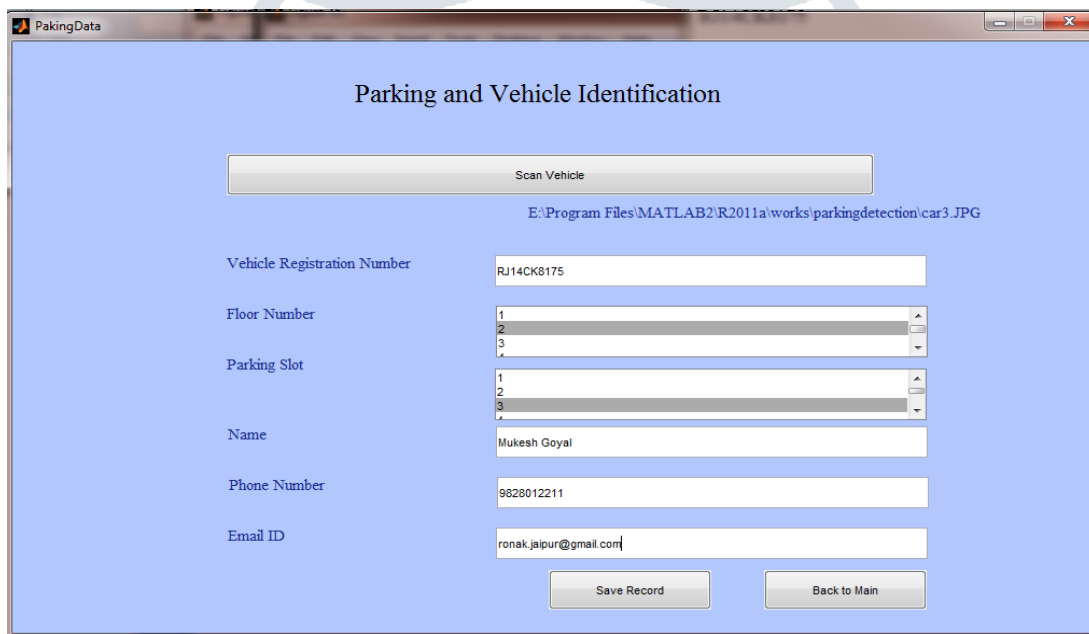 RJ14CK8175
PakingData
Parking and Vehicle Identification
Scan Vehicle
E:\Program Files\MATLAB2\R2011a\works\parkingdetection\car3.JPG
Vehicle Registration Number
RJ14CK8175
Floor Number
1
2
3
Parking Slot
1
2
3
Name
Mukesh Goyal
Phone Number
9828012211
Email ID
ronak.jaipur@gmail.com
Save Record
Back to Main